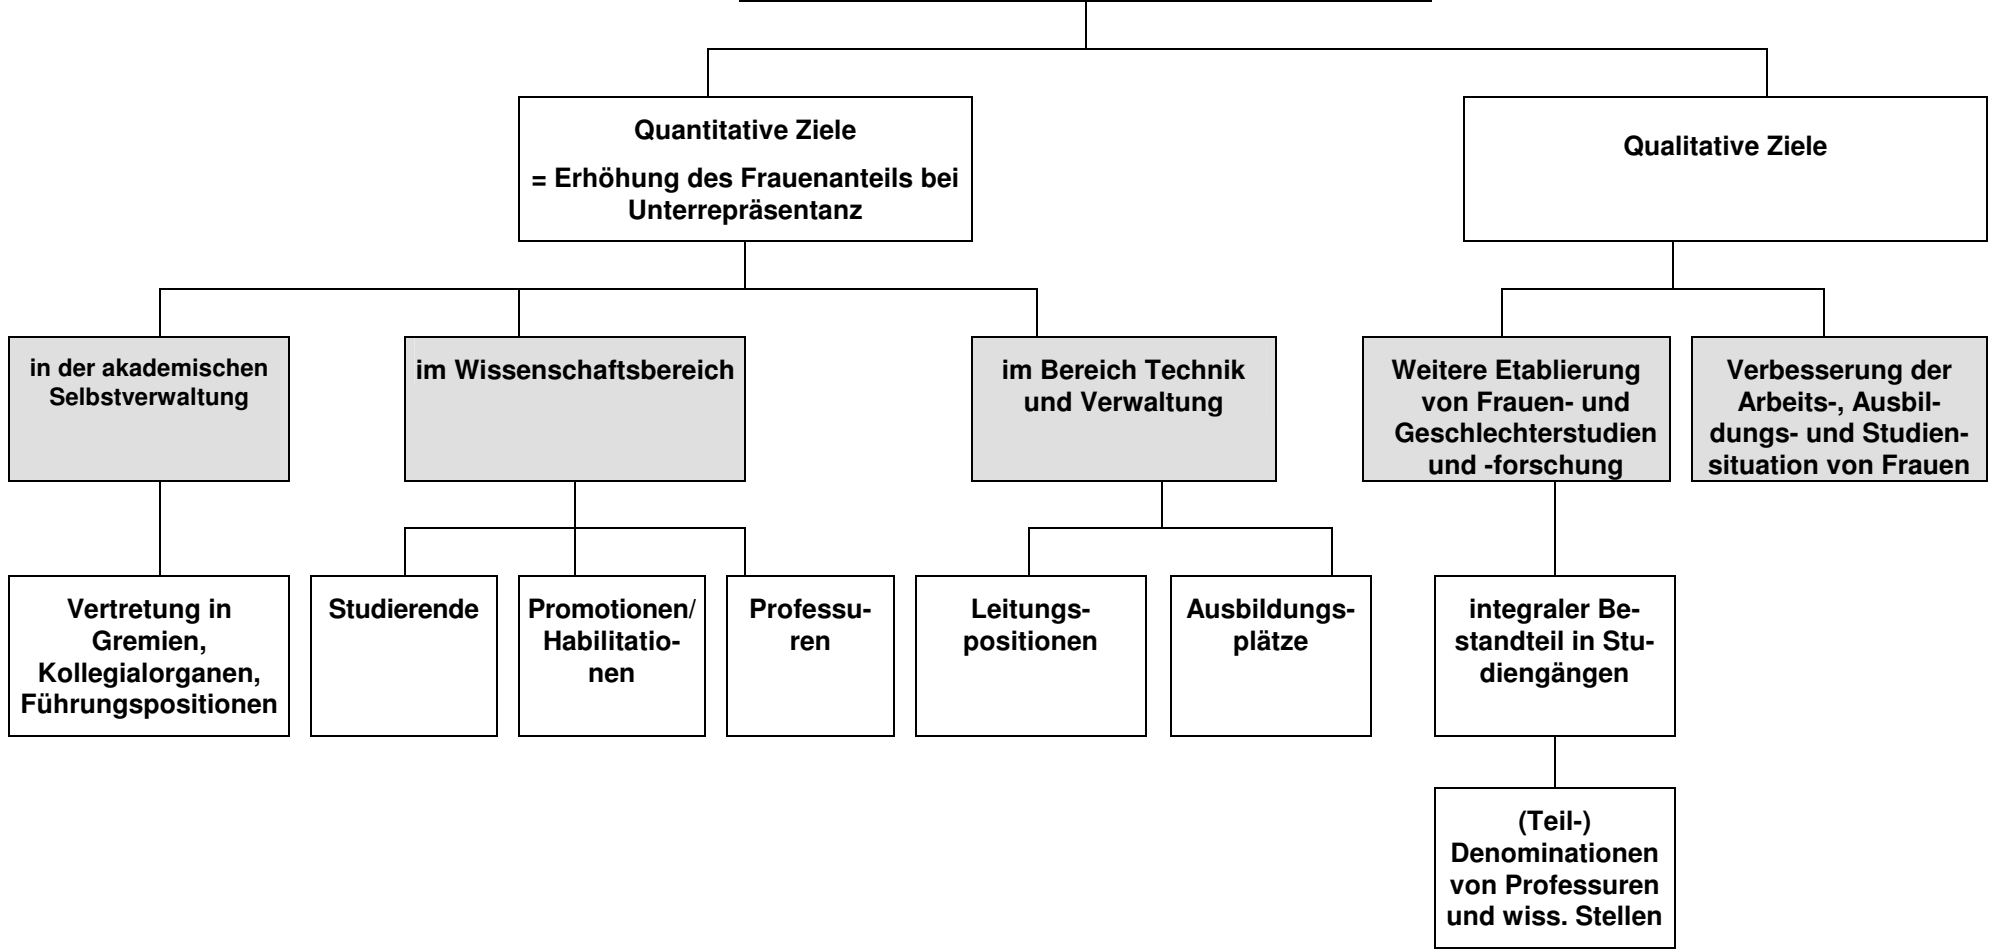 Quantitative Ziele
= Erhöhung des Frauenanteils bei
Unterrepräsentanz
Qualitative Ziele
in der akademischen
Selbstverwaltung
im Wissenschaftsbereich
im Bereich Technik
und Verwaltung
Weitere Etablierung
von Frauen- und
Geschlechterstudien
und -forschung
Verbesserung der
Arbeits-, Ausbil-
dungs- und Studien-
situation von Frauen
Vertretung in
Gremien,
Kollegialorganen,
Führungspositionen
Studierende
Promotionen/
Habilitatio-
nen
Professu-
ren
Leitungs-
positionen
Ausbildungs-
plätze
integraler Be-
standteil in Stu-
diengängen
(Teil-)
Denominationen
von Professuren
und wiss. Stellen